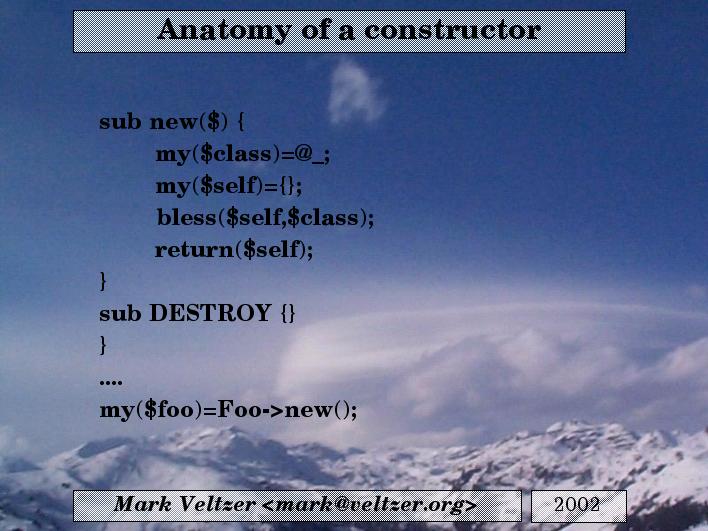 Anatomy of a constructor
sub new($) {
my($class)=@_;
my($self)={};
bless($self,$class);
return($self);
}
sub DESTROY {}
}
....
my($foo)=Foo->new();
Mark Veltzer <mark@veltzer.org>
2002